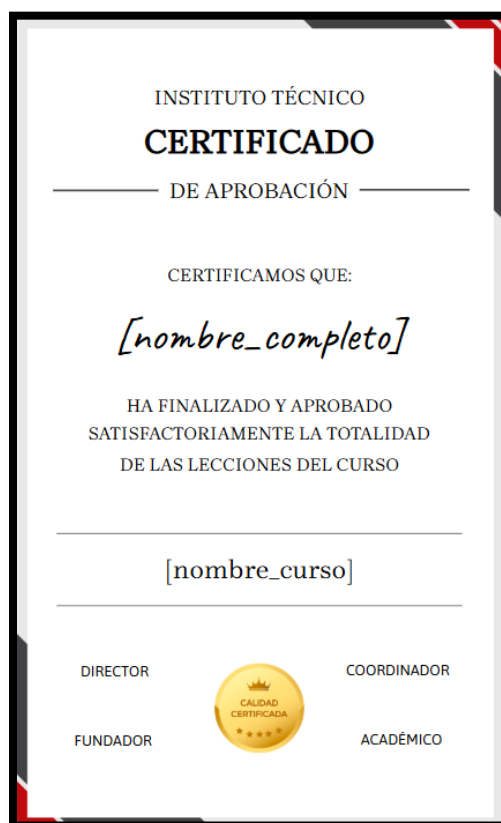 INSTITUTO TÉCNICO
CERTIFICADO
DE APROBACIÓN
CERTIFICAMOS QUE:
[nombre_completo]
HA FINALIZADO Y APROBADO
SATISFACTORIAMENTE LA TOTALIDAD
DE LAS LECCIONES DEL CURSO
[nombre_curso]
DIRECTOR
COORDINADOR
CALIDAD
CERTIFICADA
FUNDADOR
ACADÉMICO